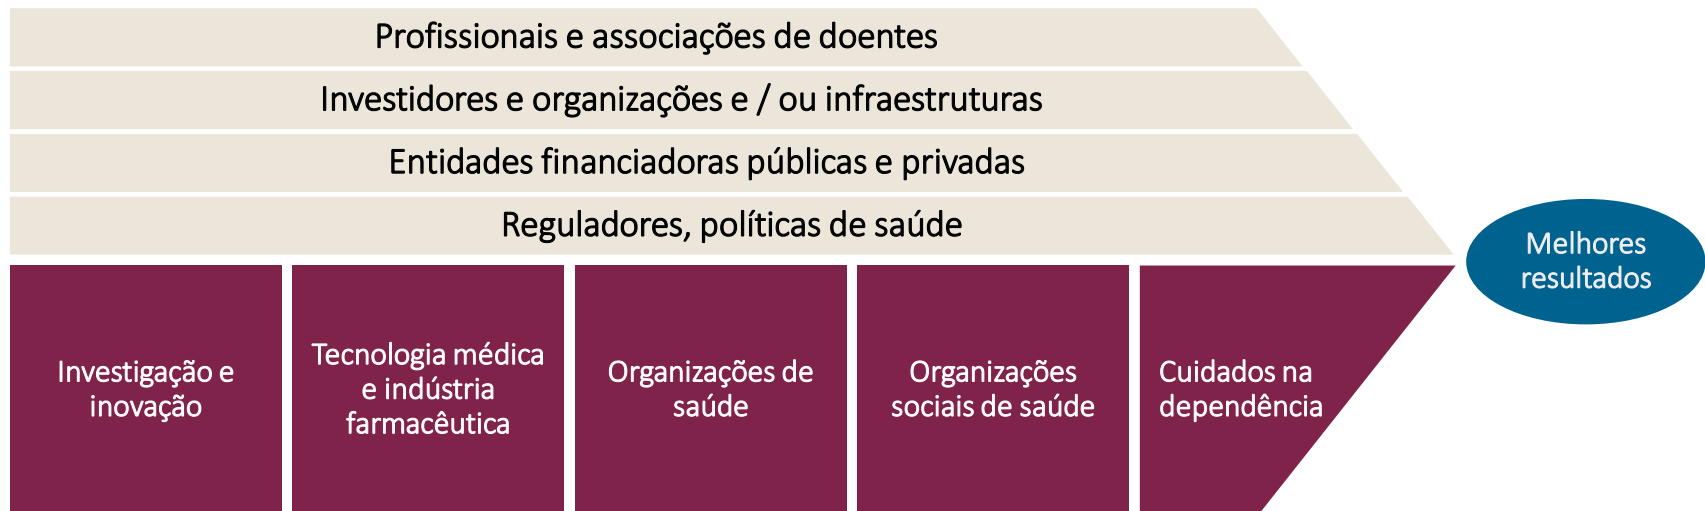 Profissionais e associações de doentes
Investidores e organizações e / ou infraestruturas
Entidades financiadoras públicas e privadas
Reguladores, políticas de saúde
Melhores
resultados
Investigação e
inovação
Tecnologia médica
e indústria
farmacêutica
Organizações de
saúde
Organizações
sociais de saúde
Cuidados na
dependência